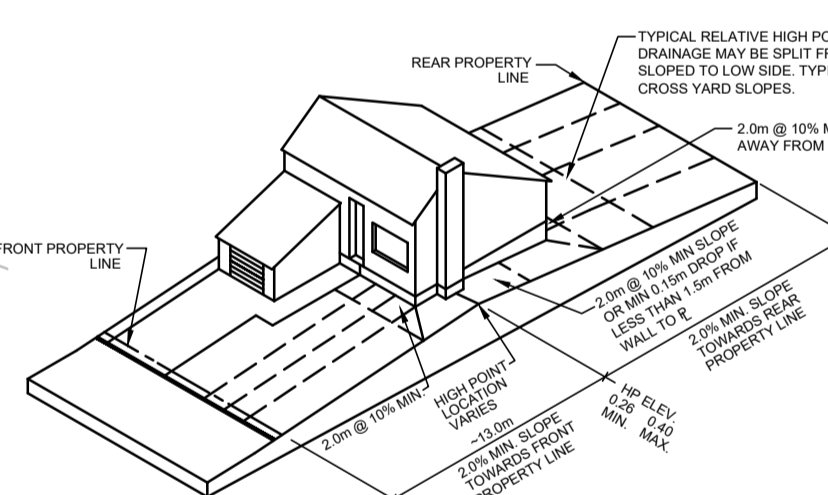 TYPICAL RELATIVE HIGH
DRAINAGE MAY BE SPLIT
SLOPED TO LOW SIDE.
CROSS YARD SLOPES.
REAR PROPERTY
LINE
2.0m @ 10%
AWAY FROM
FRONT PROPERTY
LINE
2.0m @ 10% MIN SLOPE
OR MIN 0.15m DROP IF
LESS THAN 1.5m FROM
WALL TO ℞
2.0% MIN. SLOPE
TOWARDS REAR
PROPERTY LINE
2.0m @ 10% MIN.
HIGH POINT
LOCATION
VARIES
HP ELEV.
0.26 0.40
MIN. MAX.
~13.0m
2.0% MIN. SLOPE
TOWARDS FRONT
PROPERTY LINE